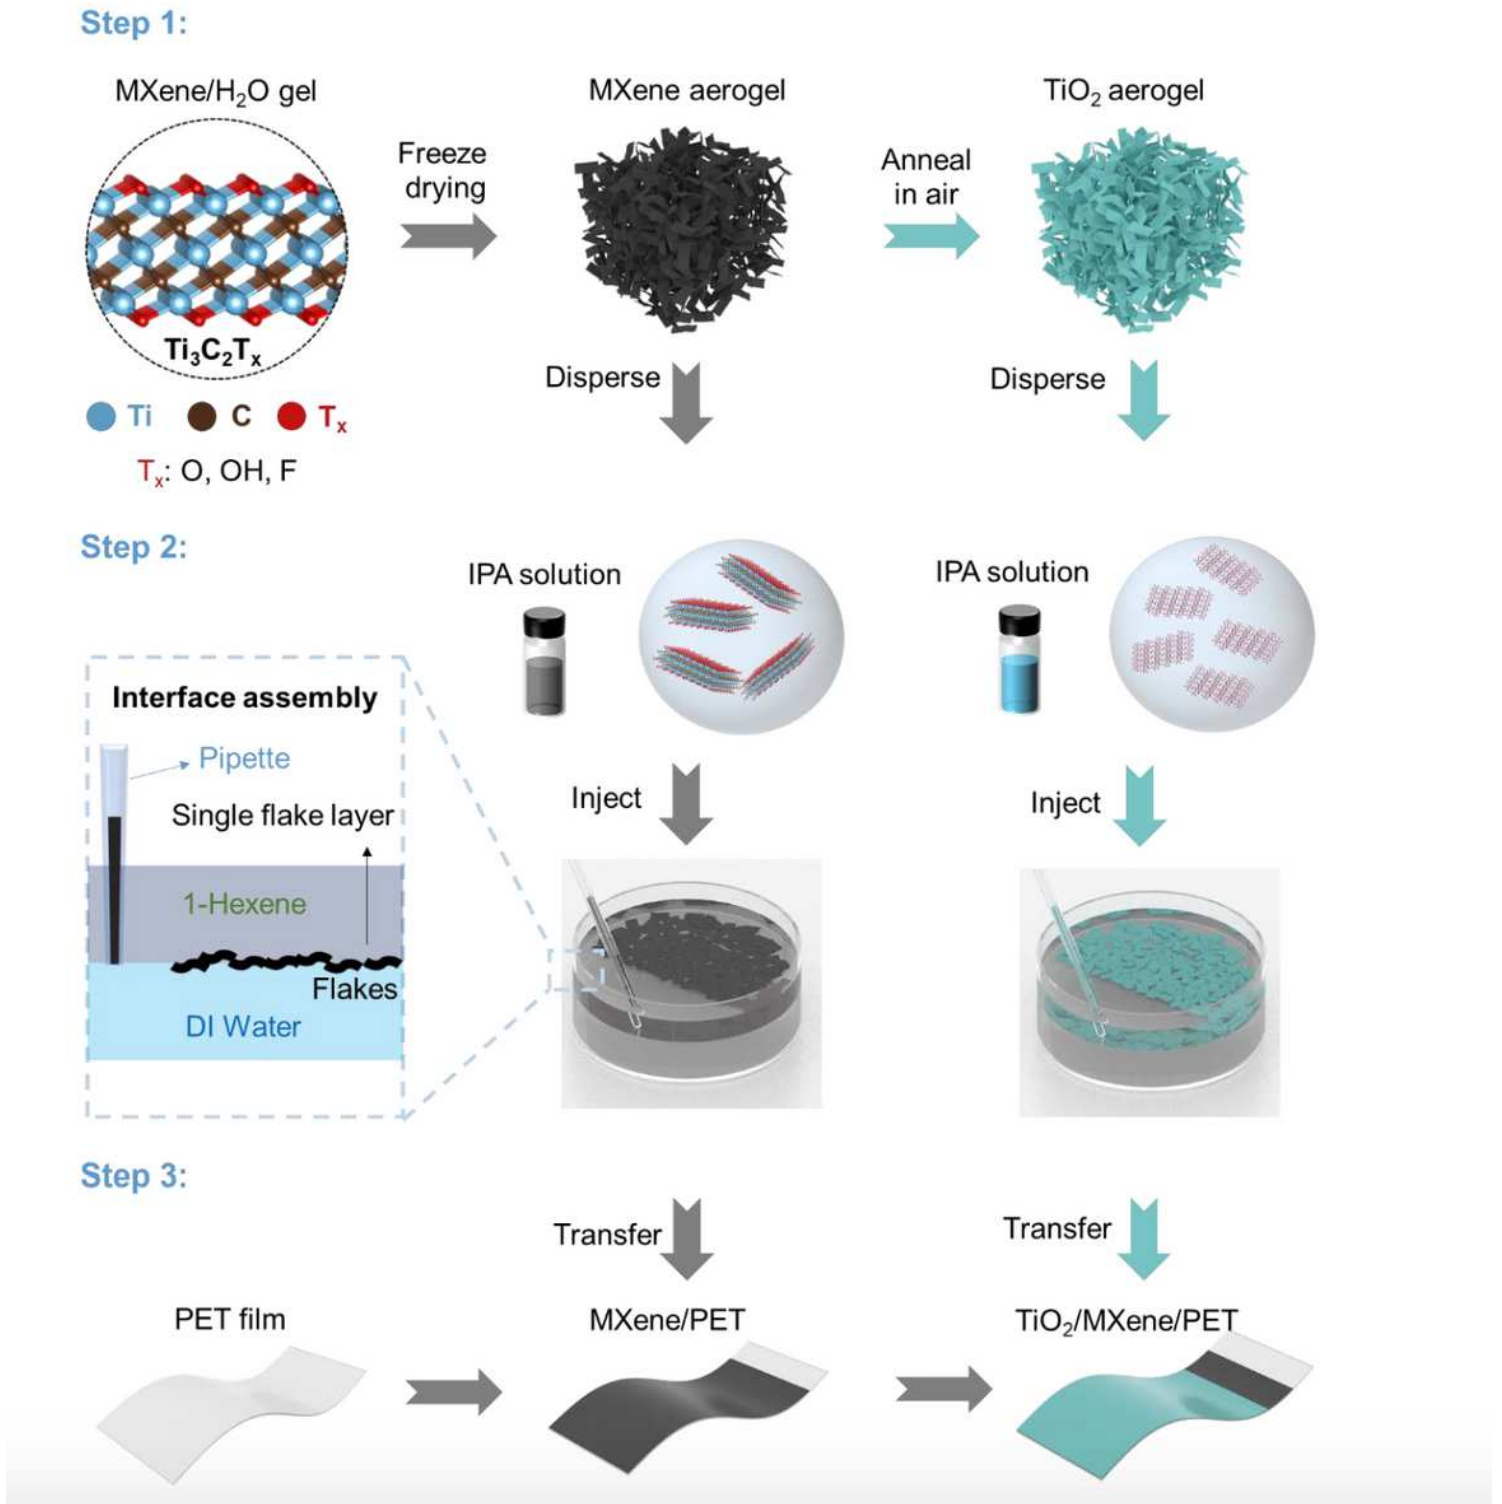 Step 1:
MXene/H₂O gel
MXene aerogel
TiO₂ aerogel
Freeze
drying
Anneal
in air
Ti₃C₂Tₓ
Disperse
Disperse
Ti C Tₓ
Tₓ: O, OH, F
Step 2:
IPA solution
IPA solution
Interface assembly
Pipette
Single flake layer
Inject
Inject
1-Hexene
Flakes
DI Water
Step 3:
Transfer
Transfer
PET film
MXene/PET
TiO₂/MXene/PET